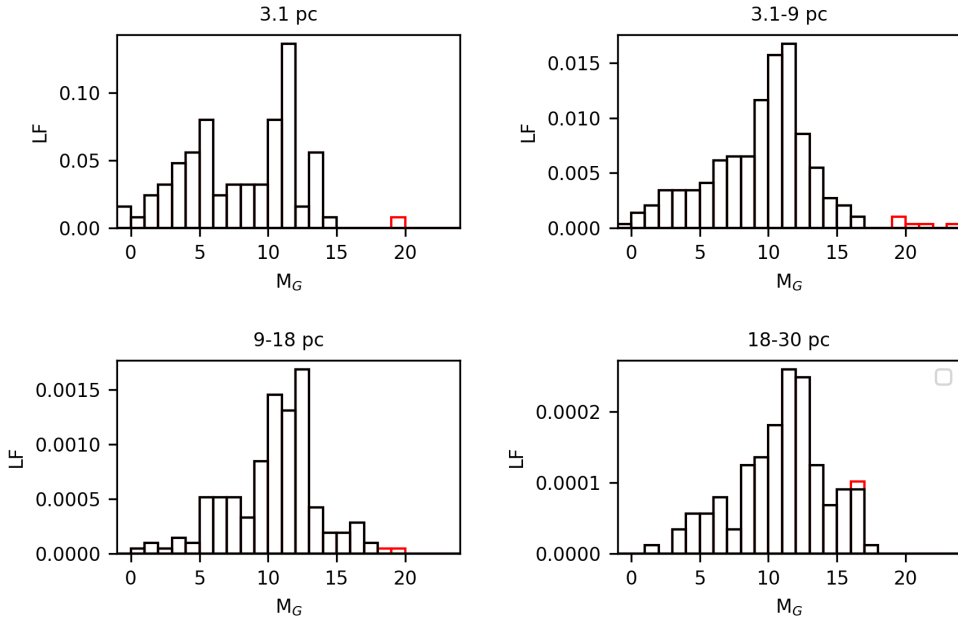 3.1 pc
LF
0.10
0.05
0.00
0 5 10 15 20
M_G
3.1-9 pc
LF
0.015
0.010
0.005
0.000
0 5 10 15 20
M_G
9-18 pc
LF
0.0015
0.0010
0.0005
0.0000
0 5 10 15 20
M_G
18-30 pc
LF
0.0002
0.0001
0.0000
0 5 10 15 20
M_G